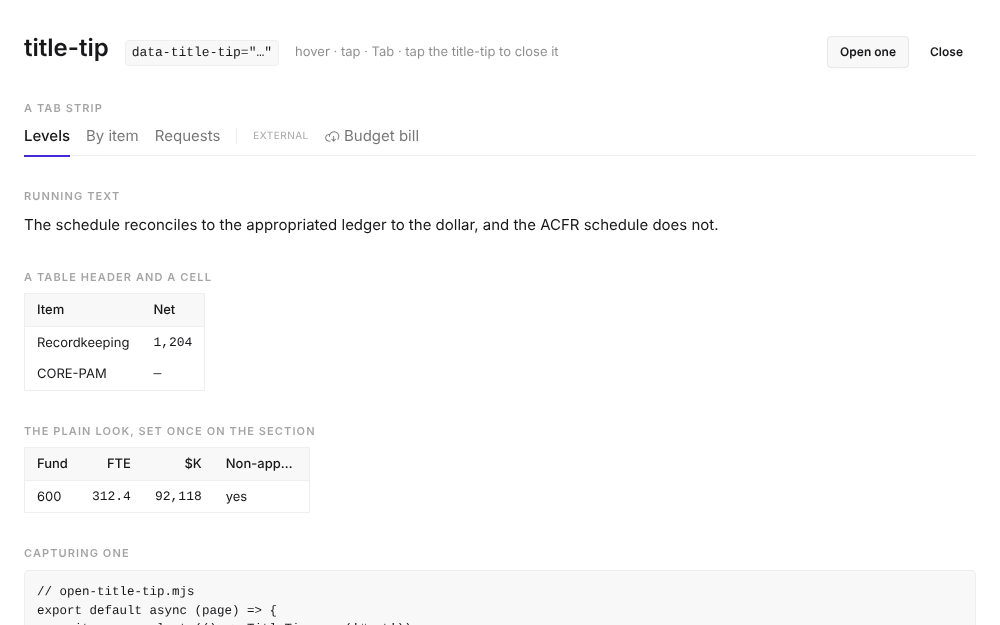 title-tip data-title-tip="…" hover · tap · Tab · tap the title-tip to close it Open one Close
A TAB STRIP
Levels By item Requests EXTERNAL Budget bill
RUNNING TEXT
The schedule reconciles to the appropriated ledger to the dollar, and the ACFR schedule does not.
A TABLE HEADER AND A CELL
Item Net
Recordkeeping 1,204
CORE-PAM —
THE PLAIN LOOK, SET ONCE ON THE SECTION
Fund FTE $K Non-app…
600 312.4 92,118 yes
CAPTURING ONE
// open-title-tip.mjs
export default async (page) => {